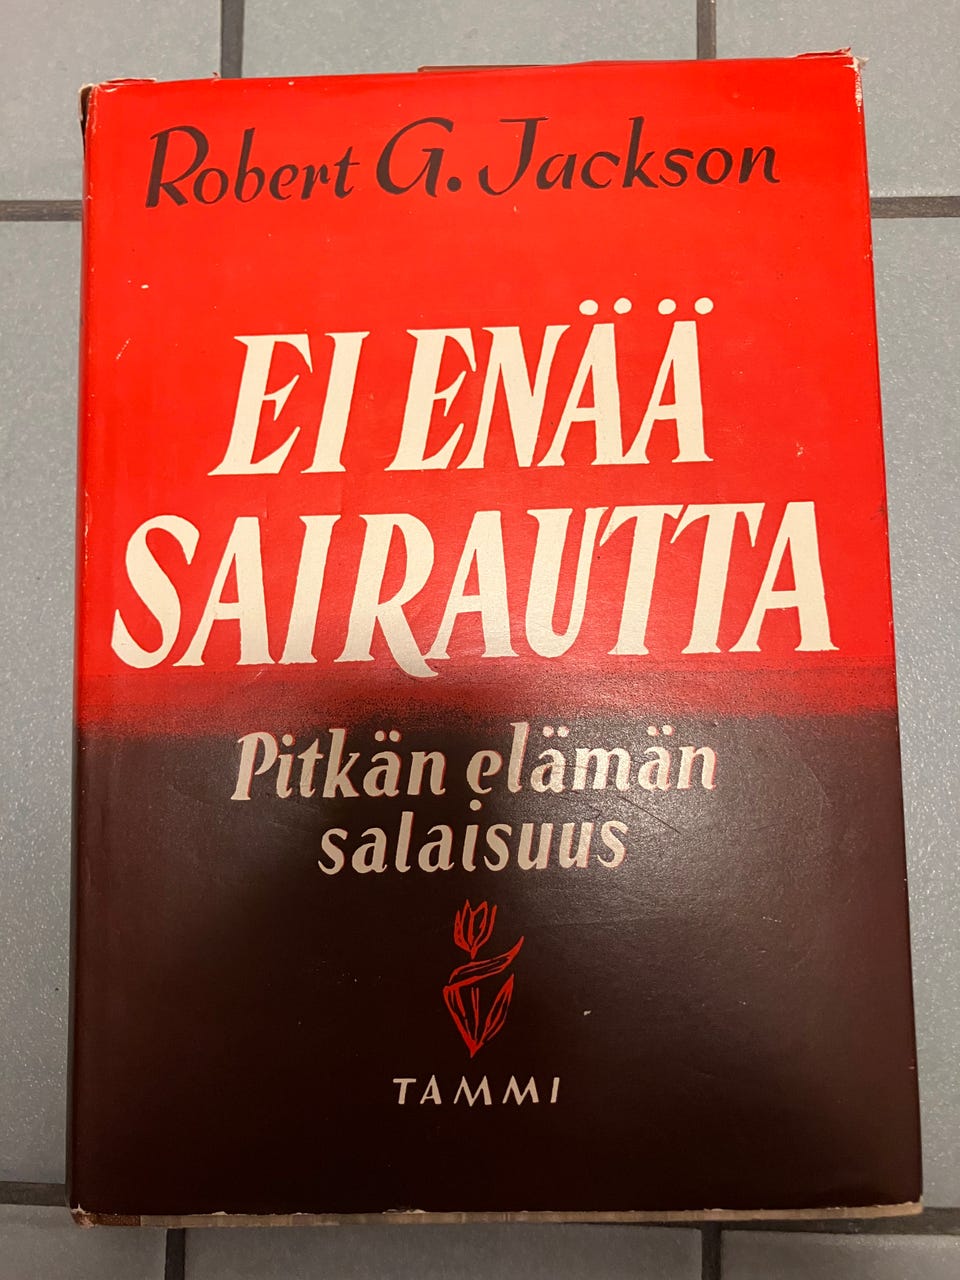 Robert G. Jackson
EI ENÄÄ
SAIRAUTTA
Pitkän elämän
salaisuus
TAMMI